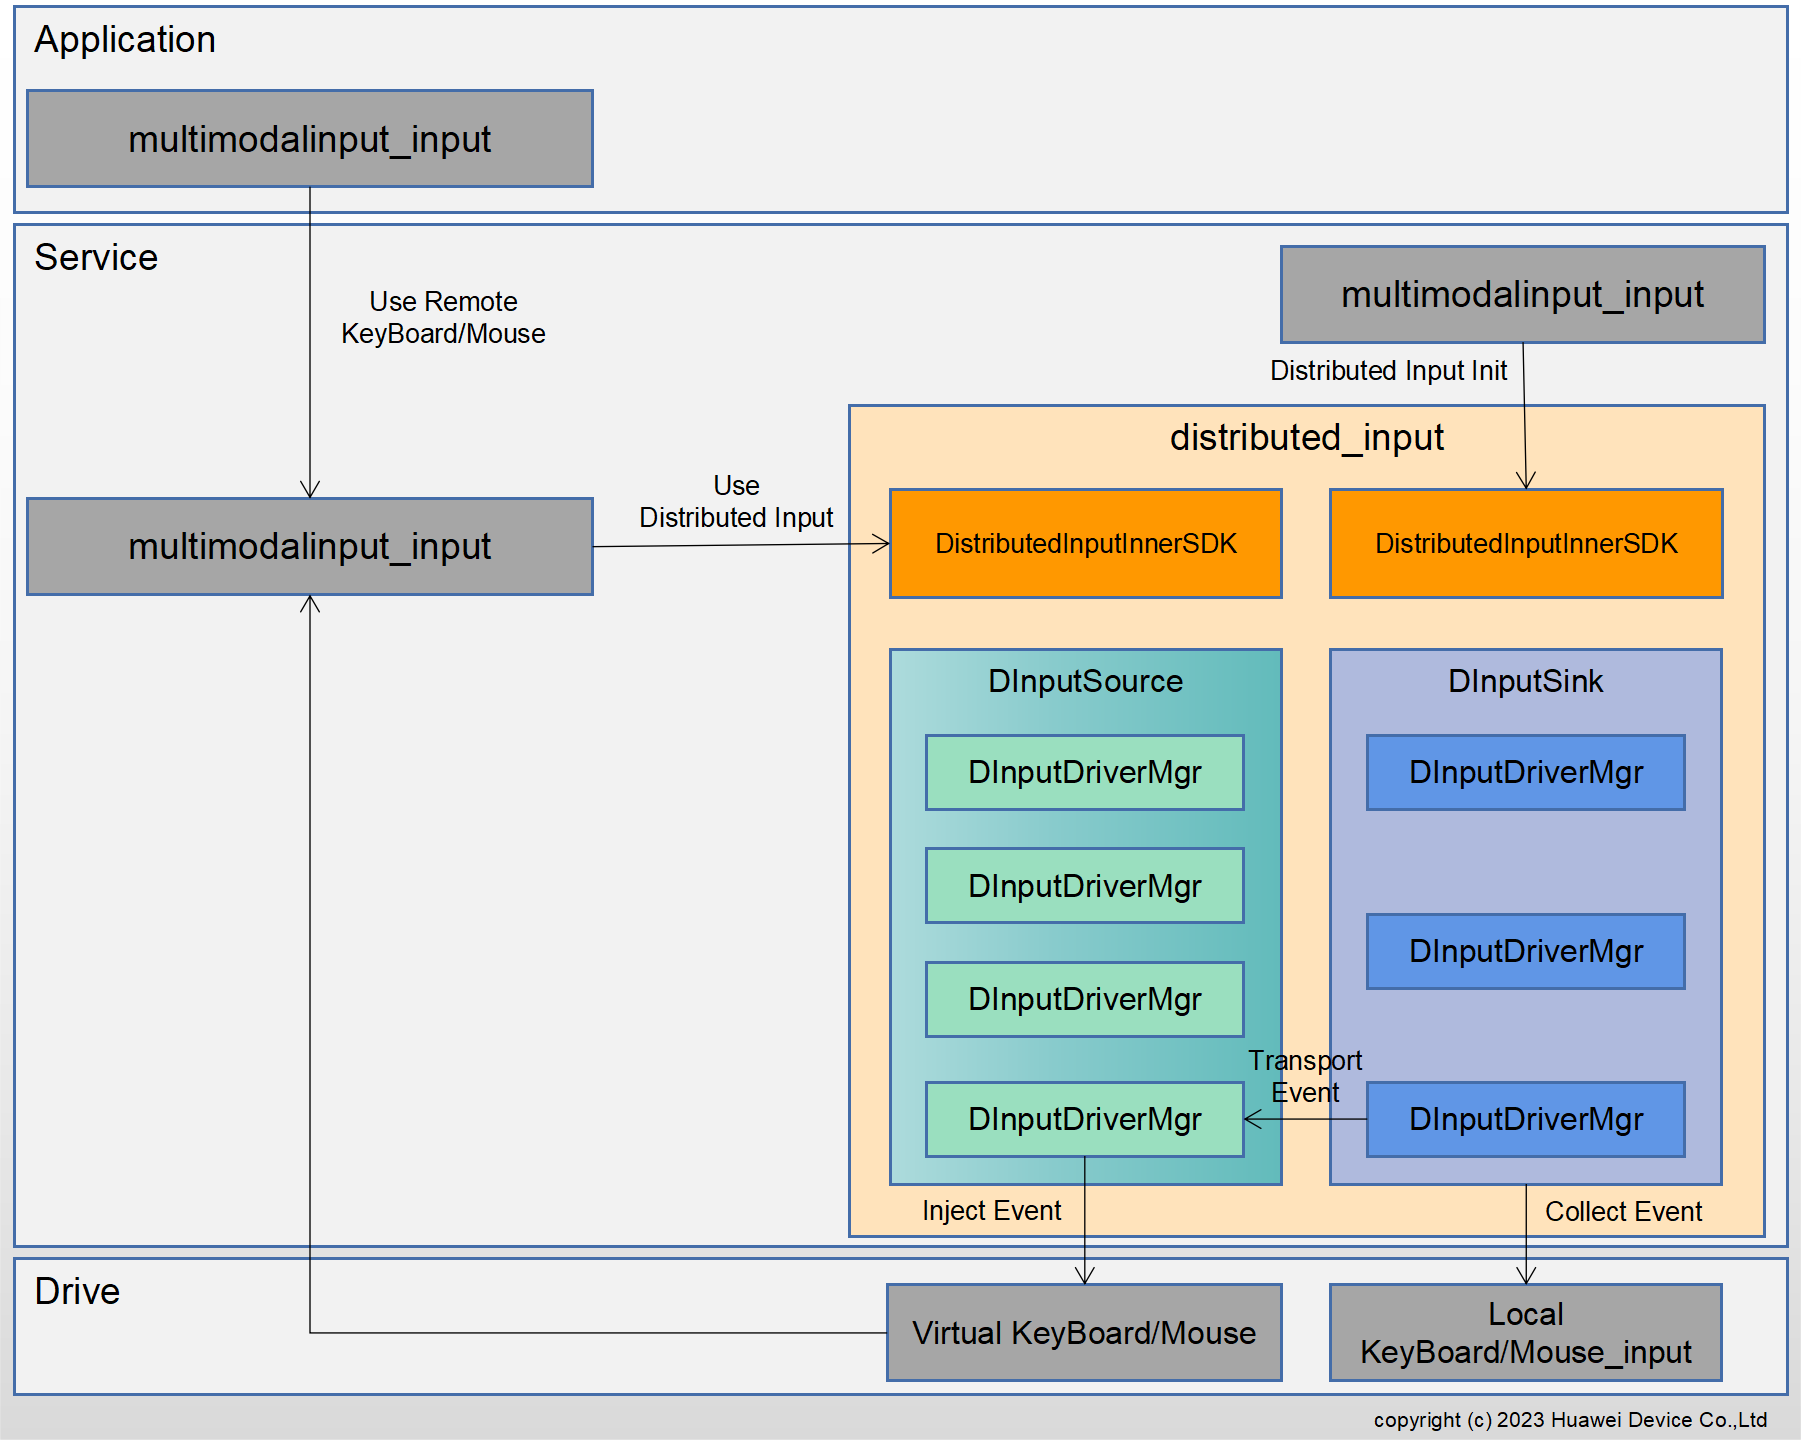 Application
multimodalinput_input
Service
multimodalinput_input
Use Remote
KeyBoard/Mouse
Distributed Input Init
distributed_input
Use
Distributed Input
multimodalinput_input
DistributedInputInnerSDK
DistributedInputInnerSDK
DInputSource
DInputSink
DInputDriverMgr
DInputDriverMgr
DInputDriverMgr
DInputDriverMgr
DInputDriverMgr
Transport
Event
DInputDriverMgr
DInputDriverMgr
Inject Event
Collect Event
Drive
Virtual KeyBoard/Mouse
Local
KeyBoard/Mouse_input
copyright (c) 2023 Huawei Device Co.,Ltd